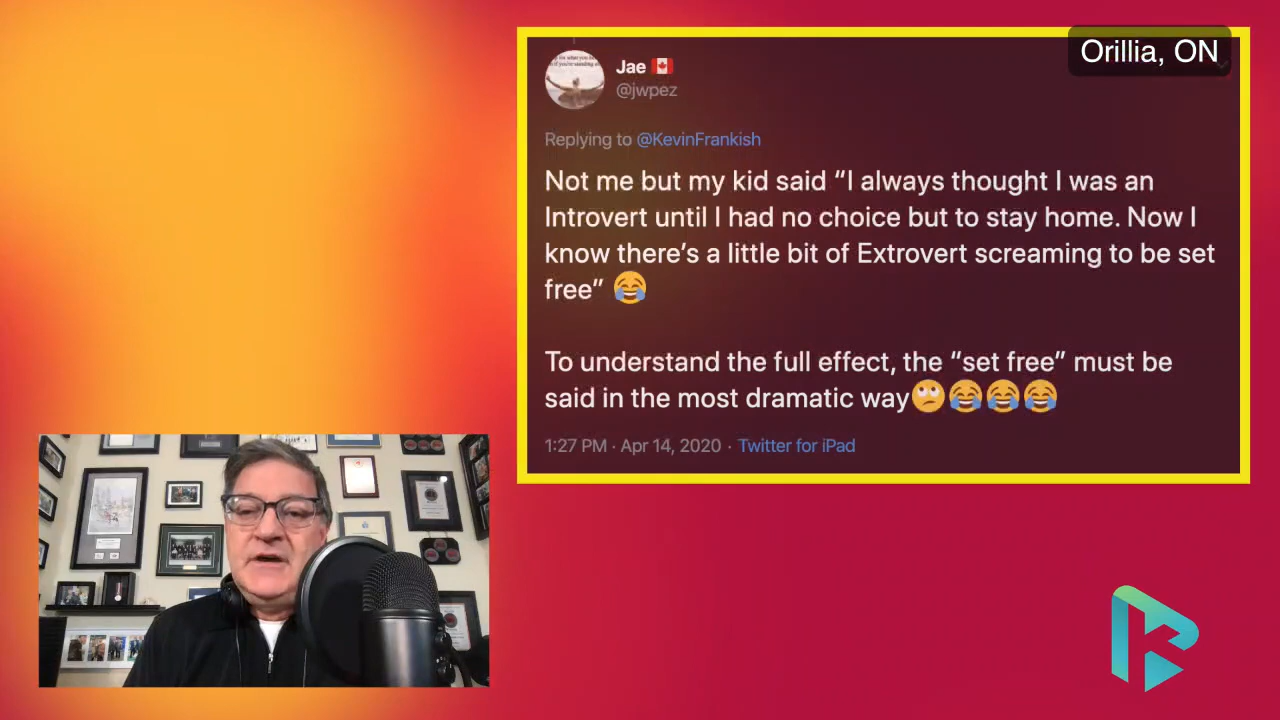 Orillia, ON
Jae 🇨🇦
@jwpez
Replying to @KevinFrankish
Not me but my kid said “I always thought I was an
Introvert until I had no choice but to stay home. Now I
know there’s a little bit of Extrovert screaming to be set
free” 😂
To understand the full effect, the “set free” must be
said in the most dramatic way🙄😂😂😂
1:27 PM · Apr 14, 2020 · Twitter for iPad